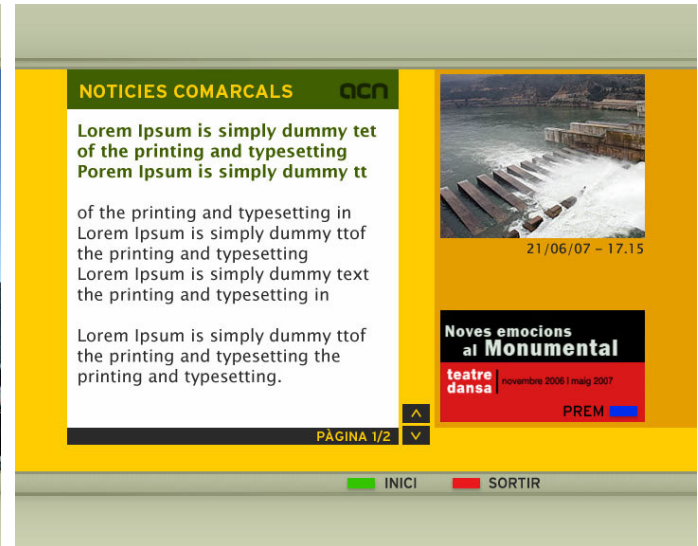 NOTICIES COMARCALS
acn
Lorem Ipsum is simply dummy tet
of the printing and typesetting
Porem Ipsum is simply dummy tt
of the printing and typesetting in
Lorem Ipsum is simply dummy ttof
the printing and typesetting
Lorem Ipsum is simply dummy text
the printing and typesetting in
Lorem Ipsum is simply dummy ttof
the printing and typesetting the
printing and typesetting.
PÀGINA 1/2
21/06/07 – 17.15
Noves emocions
al Monumental
teatre
dansa
novembre 2006 | maig 2007
PREM
INICI
SORTIR